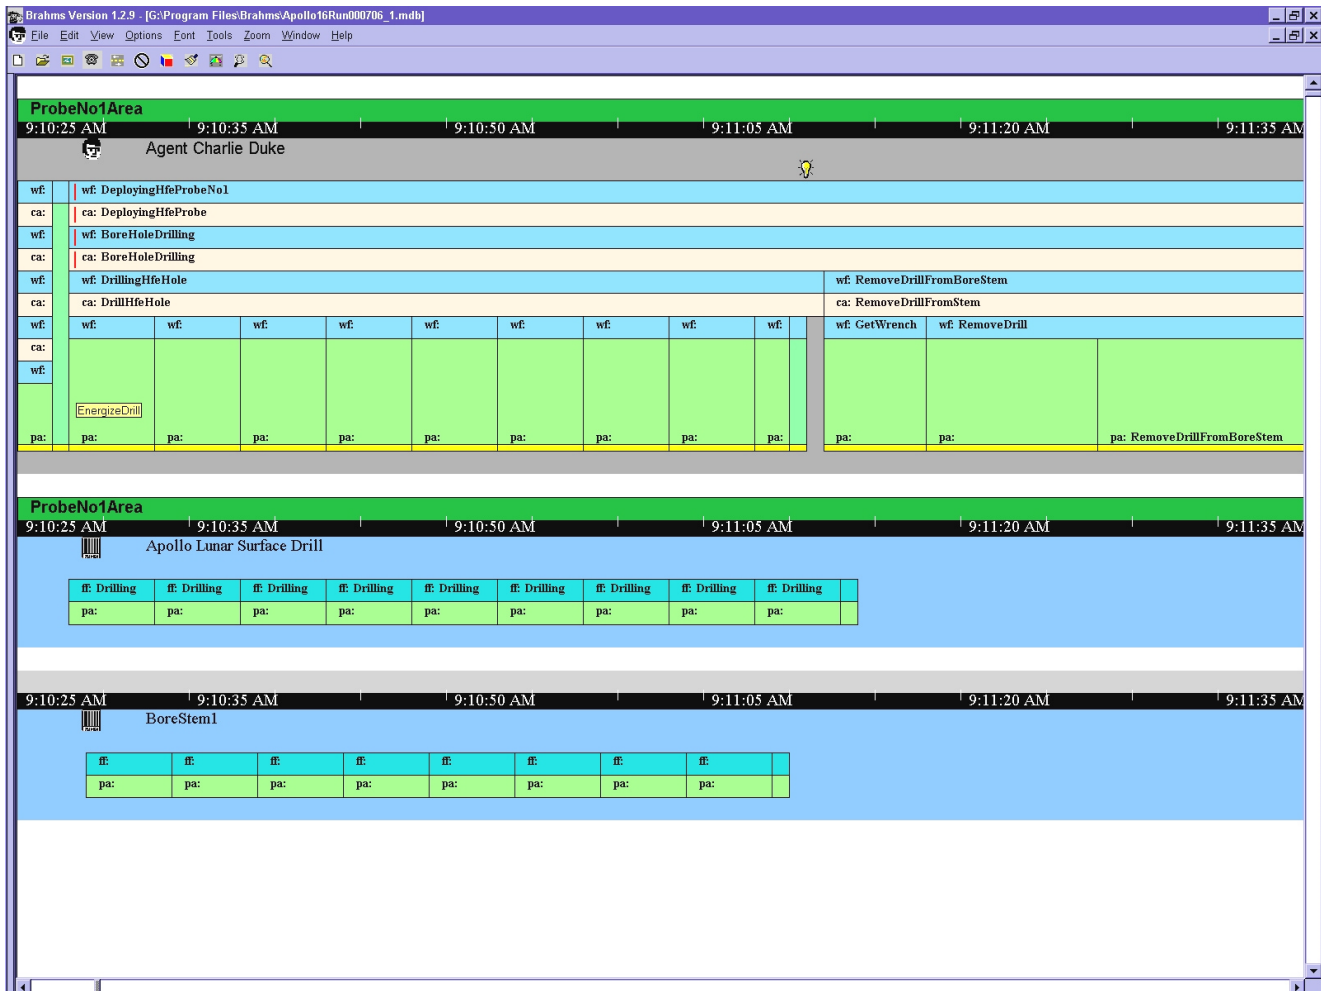 Brahms Version 1.2.9 - [G:\Program Files\Brahms\Apollo16Run000706_1.mdb]
File Edit View Options Font Tools Zoom Window Help
ProbeNo1Area
9:10:25 AM 9:10:35 AM 9:10:50 AM 9:11:05 AM 9:11:20 AM 9:11:35 AM
Agent Charlie Duke
wf: wf: DeployingHfeProbeNo1
ca: ca: DeployingHfeProbe
wf: wf: BoreHoleDrilling
ca: ca: BoreHoleDrilling
wf: wf: DrillingHfeHole wf: RemoveDrillFromBoreStem
ca: ca: DrillHfeHole ca: RemoveDrillFromStem
wf: wf: wf: wf: wf: wf: wf: wf: wf: wf: wf: GetWrench wf: RemoveDrill
ca:
wf:
EnergizeDrill
pa: pa: pa: pa: pa: pa: pa: pa: pa: pa: pa: pa: pa: RemoveDrillFromBoreStem
ProbeNo1Area
9:10:25 AM 9:10:35 AM 9:10:50 AM 9:11:05 AM 9:11:20 AM 9:11:35 AM
Apollo Lunar Surface Drill
ff: Drilling ff: Drilling ff: Drilling ff: Drilling ff: Drilling ff: Drilling ff: Drilling ff: Drilling ff: Drilling
pa: pa: pa: pa: pa: pa: pa: pa: pa:
9:10:25 AM 9:10:35 AM 9:10:50 AM 9:11:05 AM 9:11:20 AM 9:11:35 AM
BoreStem1
ff: ff: ff: ff: ff: ff: ff: ff:
pa: pa: pa: pa: pa: pa: pa: pa: